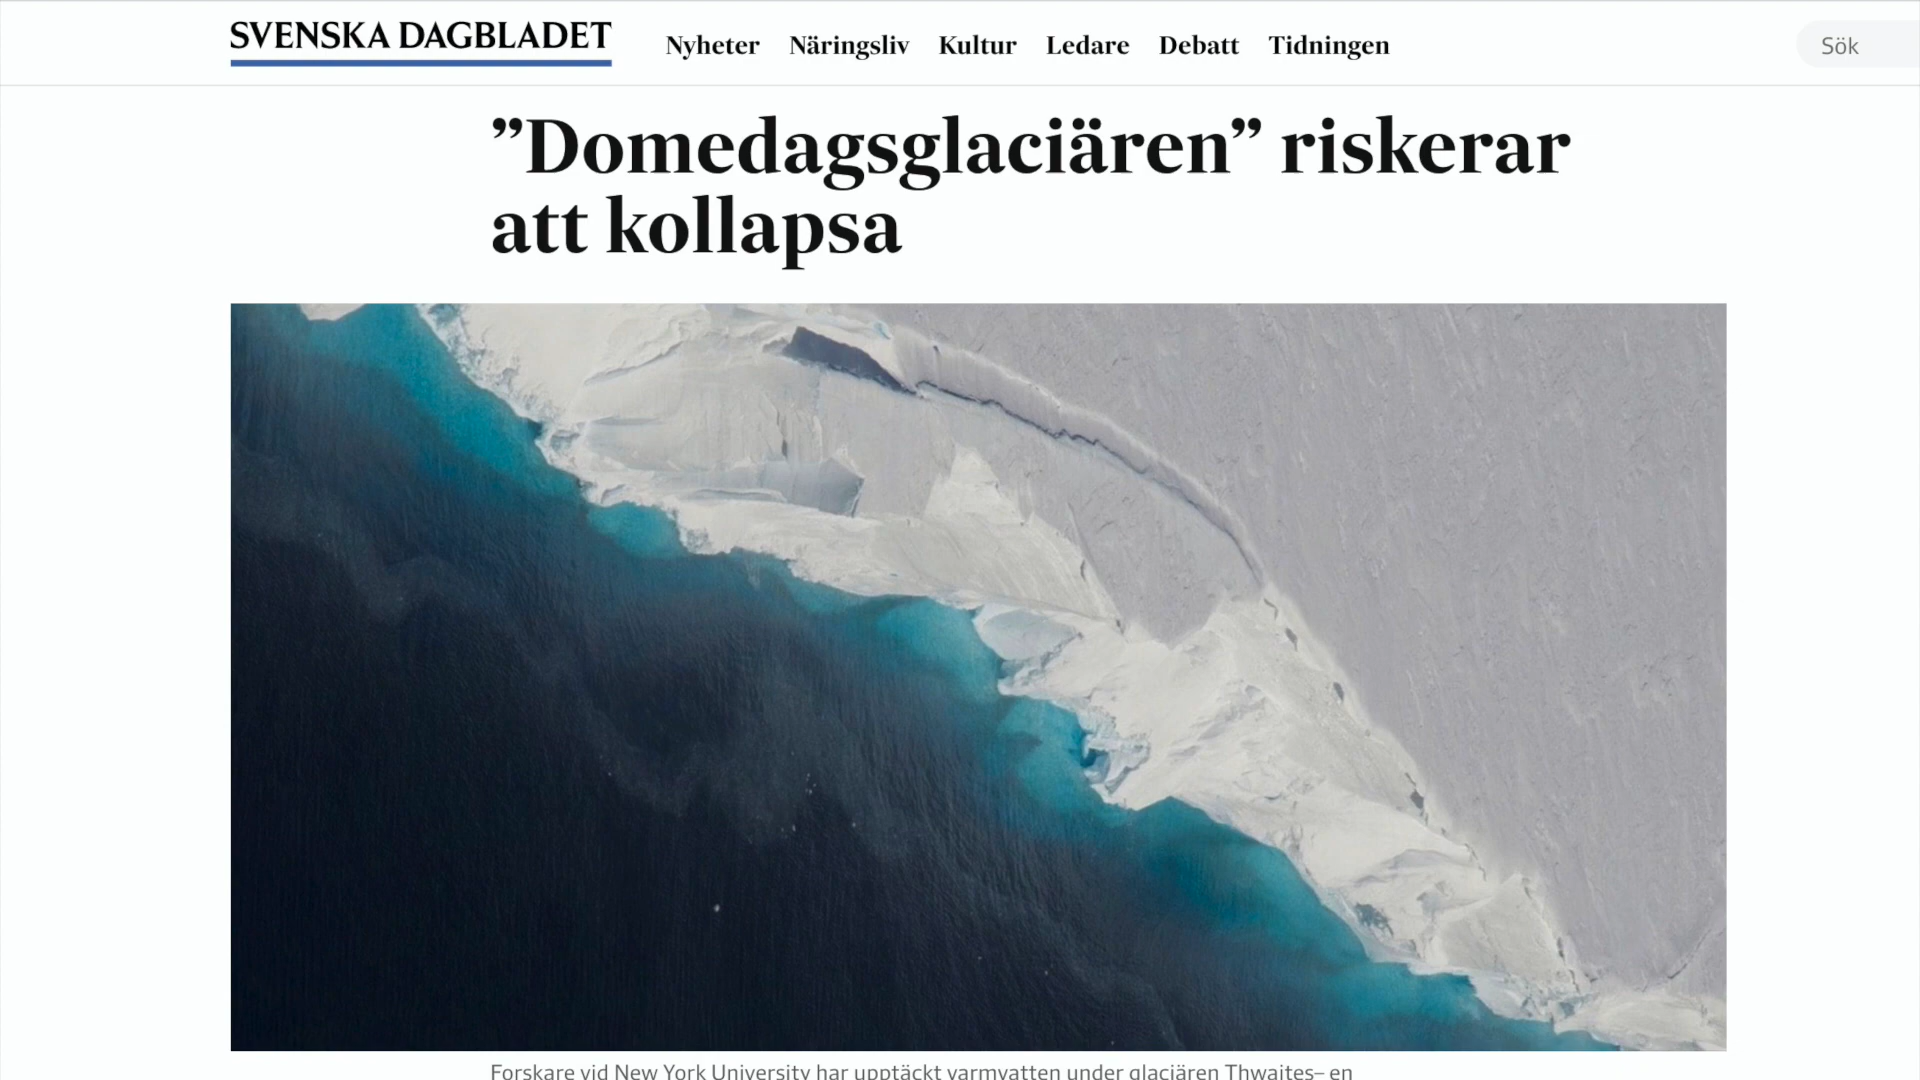 SVENSKA DAGBLADET
Nyheter Näringsliv Kultur Ledare Debatt Tidningen
Sök
”Domedagsglaciären” riskerar
att kollapsa
Forskare vid New York University har upptäckt varmvatten under glaciären Thwaites– en